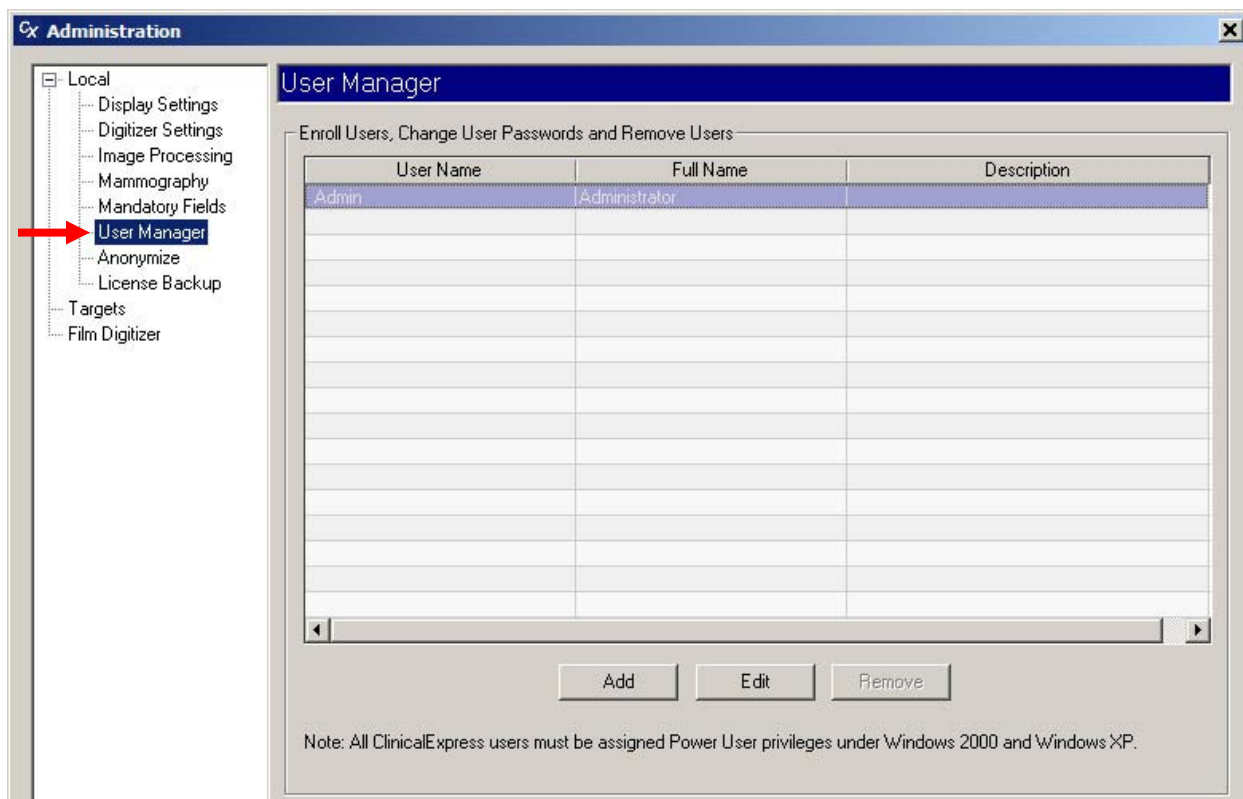 Cx Administration
Local
Display Settings
Digitizer Settings
Image Processing
Mammography
Mandatory Fields
User Manager
Anonymize
License Backup
Targets
Film Digitizer
User Manager
Enroll Users, Change User Passwords and Remove Users
User Name Full Name Description
Admin Administrator
Add Edit Remove
Note: All ClinicalExpress users must be assigned Power User privileges under Windows 2000 and Windows XP.